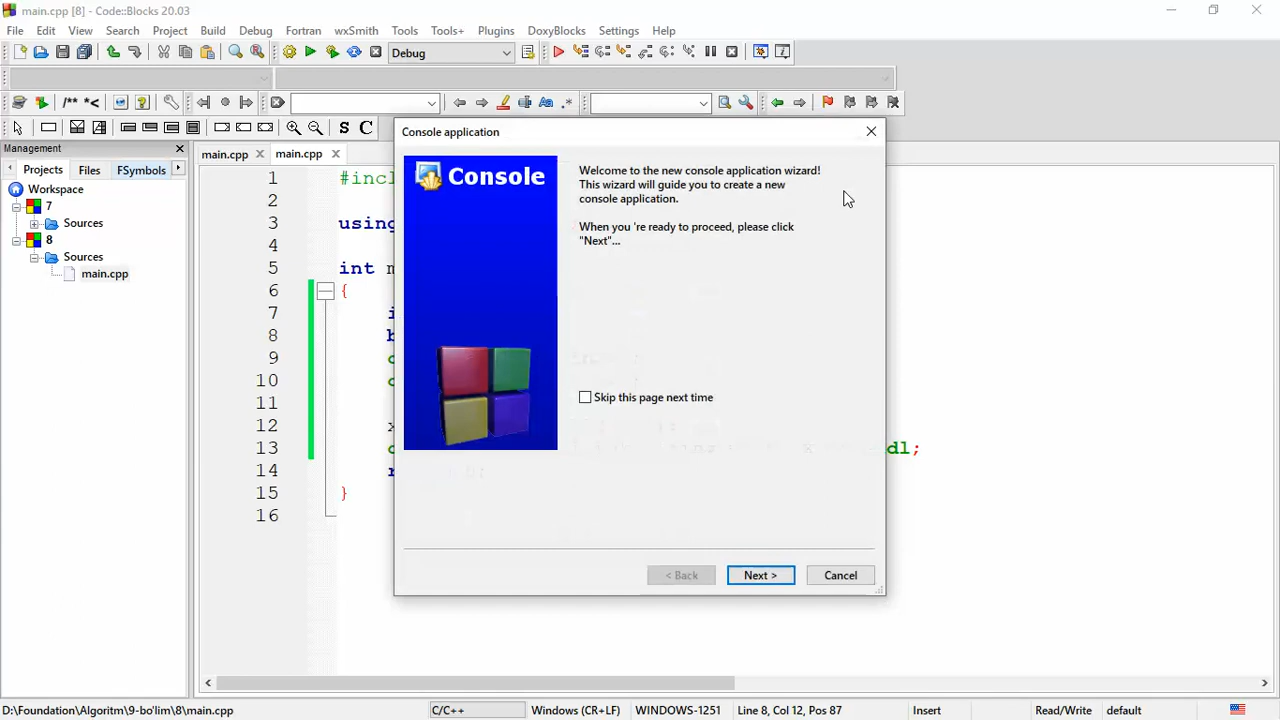 main.cpp [8] - Code::Blocks 20.03
File Edit View Search Project Build Debug Fortran wxSmith Tools Tools+ Plugins DoxyBlocks Settings Help
Debug
/** *<
Aa .*
S C
Management
Projects Files FSymbols
Workspace
7
Sources
8
Sources
main.cpp
main.cpp main.cpp
1 #incl
2
3 using
4
5 int m
6 {
7
8
9
10
11
12 x
13 dl;
14 r
15 }
16
Console application
Console
Welcome to the new console application wizard!
This wizard will guide you to create a new
console application.
When you 're ready to proceed, please click
"Next"...
Skip this page next time
< Back Next > Cancel
D:\Foundation\Algoritm\9-bo'lim\8\main.cpp C/C++ Windows (CR+LF) WINDOWS-1251 Line 8, Col 12, Pos 87 Insert Read/Write default